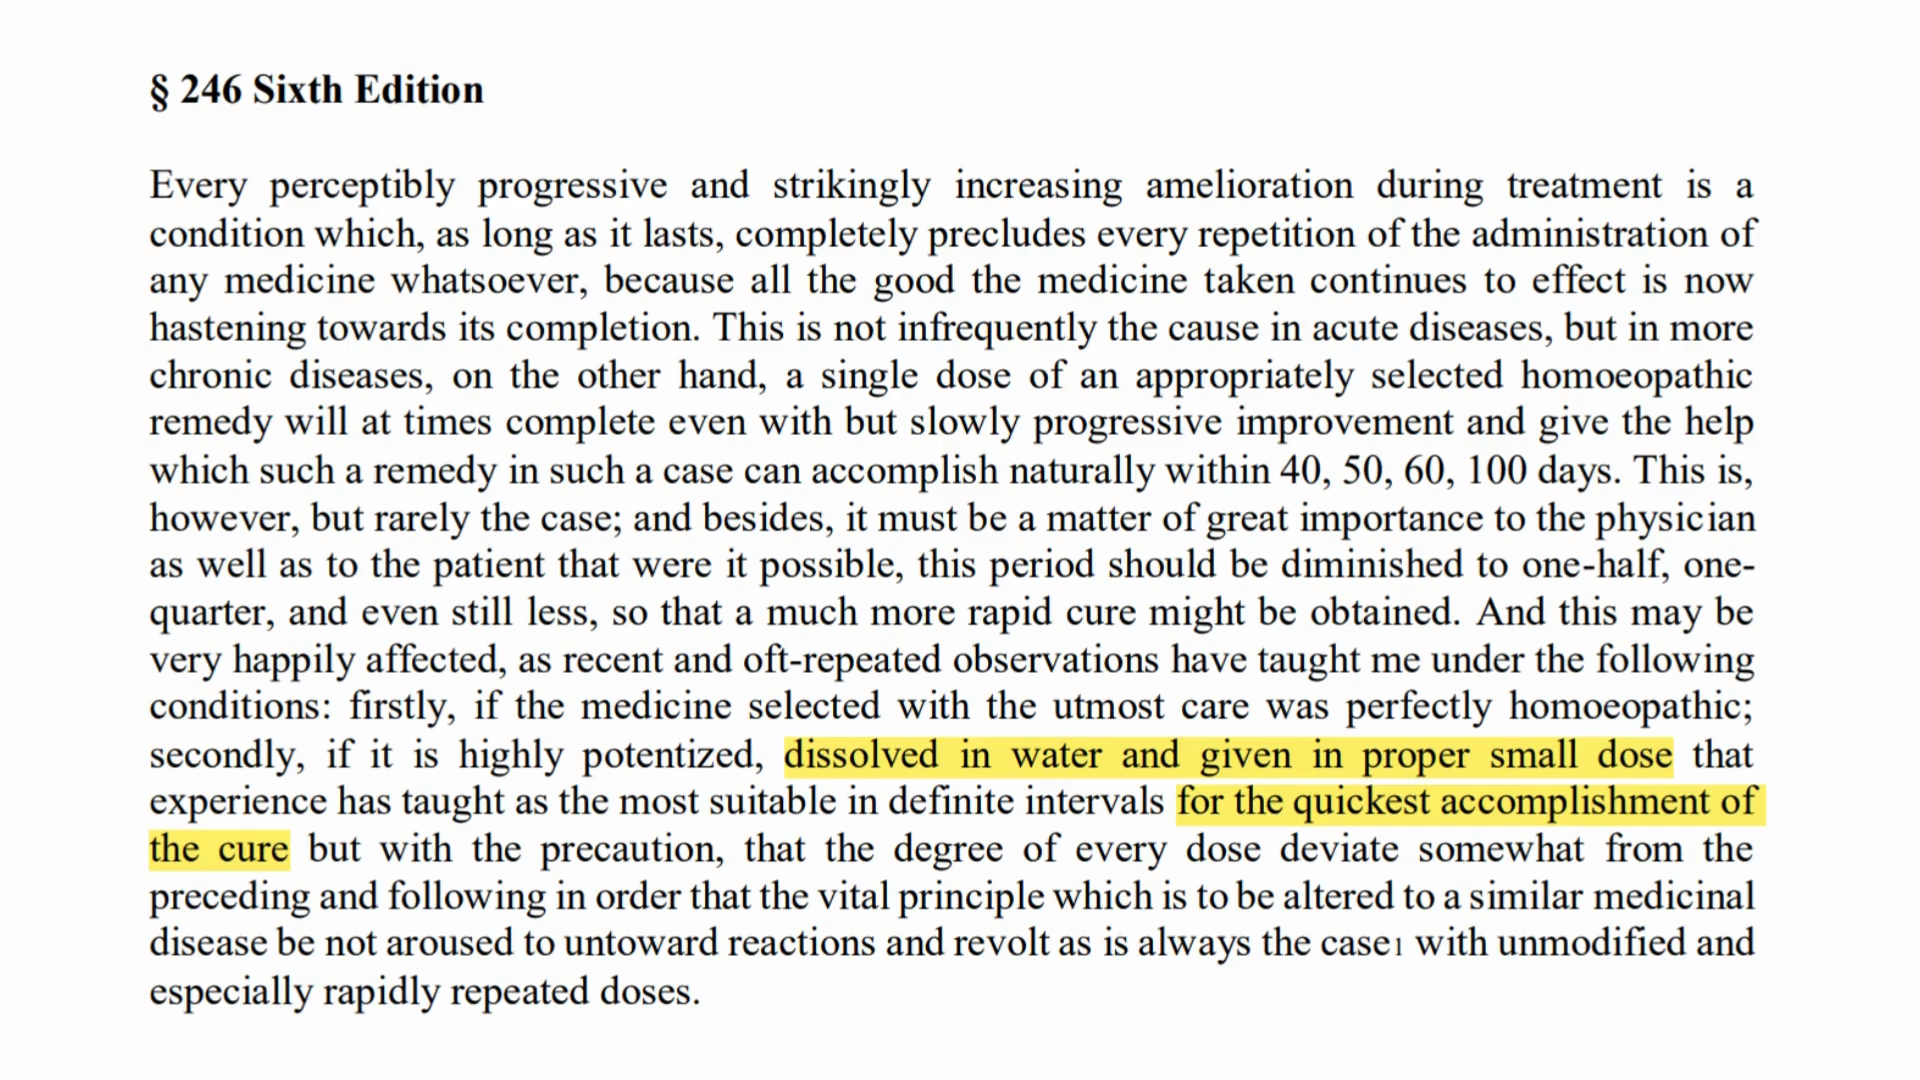 § 246 Sixth Edition
Every perceptibly progressive and strikingly increasing amelioration during treatment is a
condition which, as long as it lasts, completely precludes every repetition of the administration of
any medicine whatsoever, because all the good the medicine taken continues to effect is now
hastening towards its completion. This is not infrequently the cause in acute diseases, but in more
chronic diseases, on the other hand, a single dose of an appropriately selected homoeopathic
remedy will at times complete even with but slowly progressive improvement and give the help
which such a remedy in such a case can accomplish naturally within 40, 50, 60, 100 days. This is,
however, but rarely the case; and besides, it must be a matter of great importance to the physician
as well as to the patient that were it possible, this period should be diminished to one-half, one-
quarter, and even still less, so that a much more rapid cure might be obtained. And this may be
very happily affected, as recent and oft-repeated observations have taught me under the following
conditions: firstly, if the medicine selected with the utmost care was perfectly homoeopathic;
secondly, if it is highly potentized, dissolved in water and given in proper small dose that
experience has taught as the most suitable in definite intervals for the quickest accomplishment of
the cure but with the precaution, that the degree of every dose deviate somewhat from the
preceding and following in order that the vital principle which is to be altered to a similar medicinal
disease be not aroused to untoward reactions and revolt as is always the case1 with unmodified and
especially rapidly repeated doses.